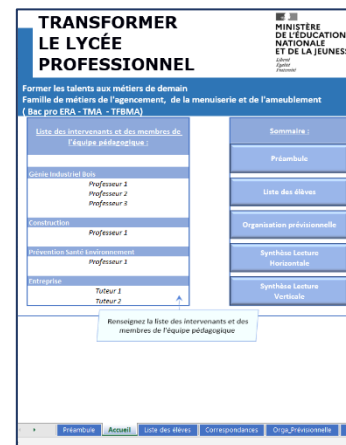 TRANSFORMER
LE LYCÉE
PROFESSIONNEL
MINISTÈRE
DE L'ÉDUCATION
NATIONALE
ET DE LA JEUNESS
Liberté
Égalité
Fraternité
Former les talents aux métiers de demain
Famille de métiers de l'agencement, de la
menuiserie et de l'ameublement
( Bac pro ERA - TMA - TFBMA)
Liste des intervenants et des membres de
l'équipe pédagogique :
Génie Industriel Bois
Professeur 1
Professeur 2
Professeur 3
Construction
Professeur 1
Prévention Santé Environnement
Professeur 1
Entreprise
Tuteur 1
Tuteur 2
Sommaire :
Préambule
Liste des élèves
Organisation prévisionnelle
Synthèse Lecture
Horizontale
Synthèse Lecture
Verticale
Renseignez la liste des intervenants et des
membres de l'équipe pédagogique
Préambule Accueil Liste des élèves Correspondances Orga_Prévisionnelle